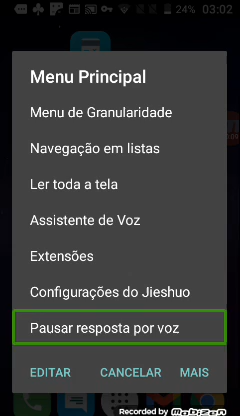 24% 03:02
Menu Principal
Menu de Granularidade
Navegação em listas
Ler toda a tela
Assistente de Voz
Extensões
Configurações do Jieshuo
Pausar resposta por voz
EDITAR CANCELAR MAIS
Recorded by Mobizen